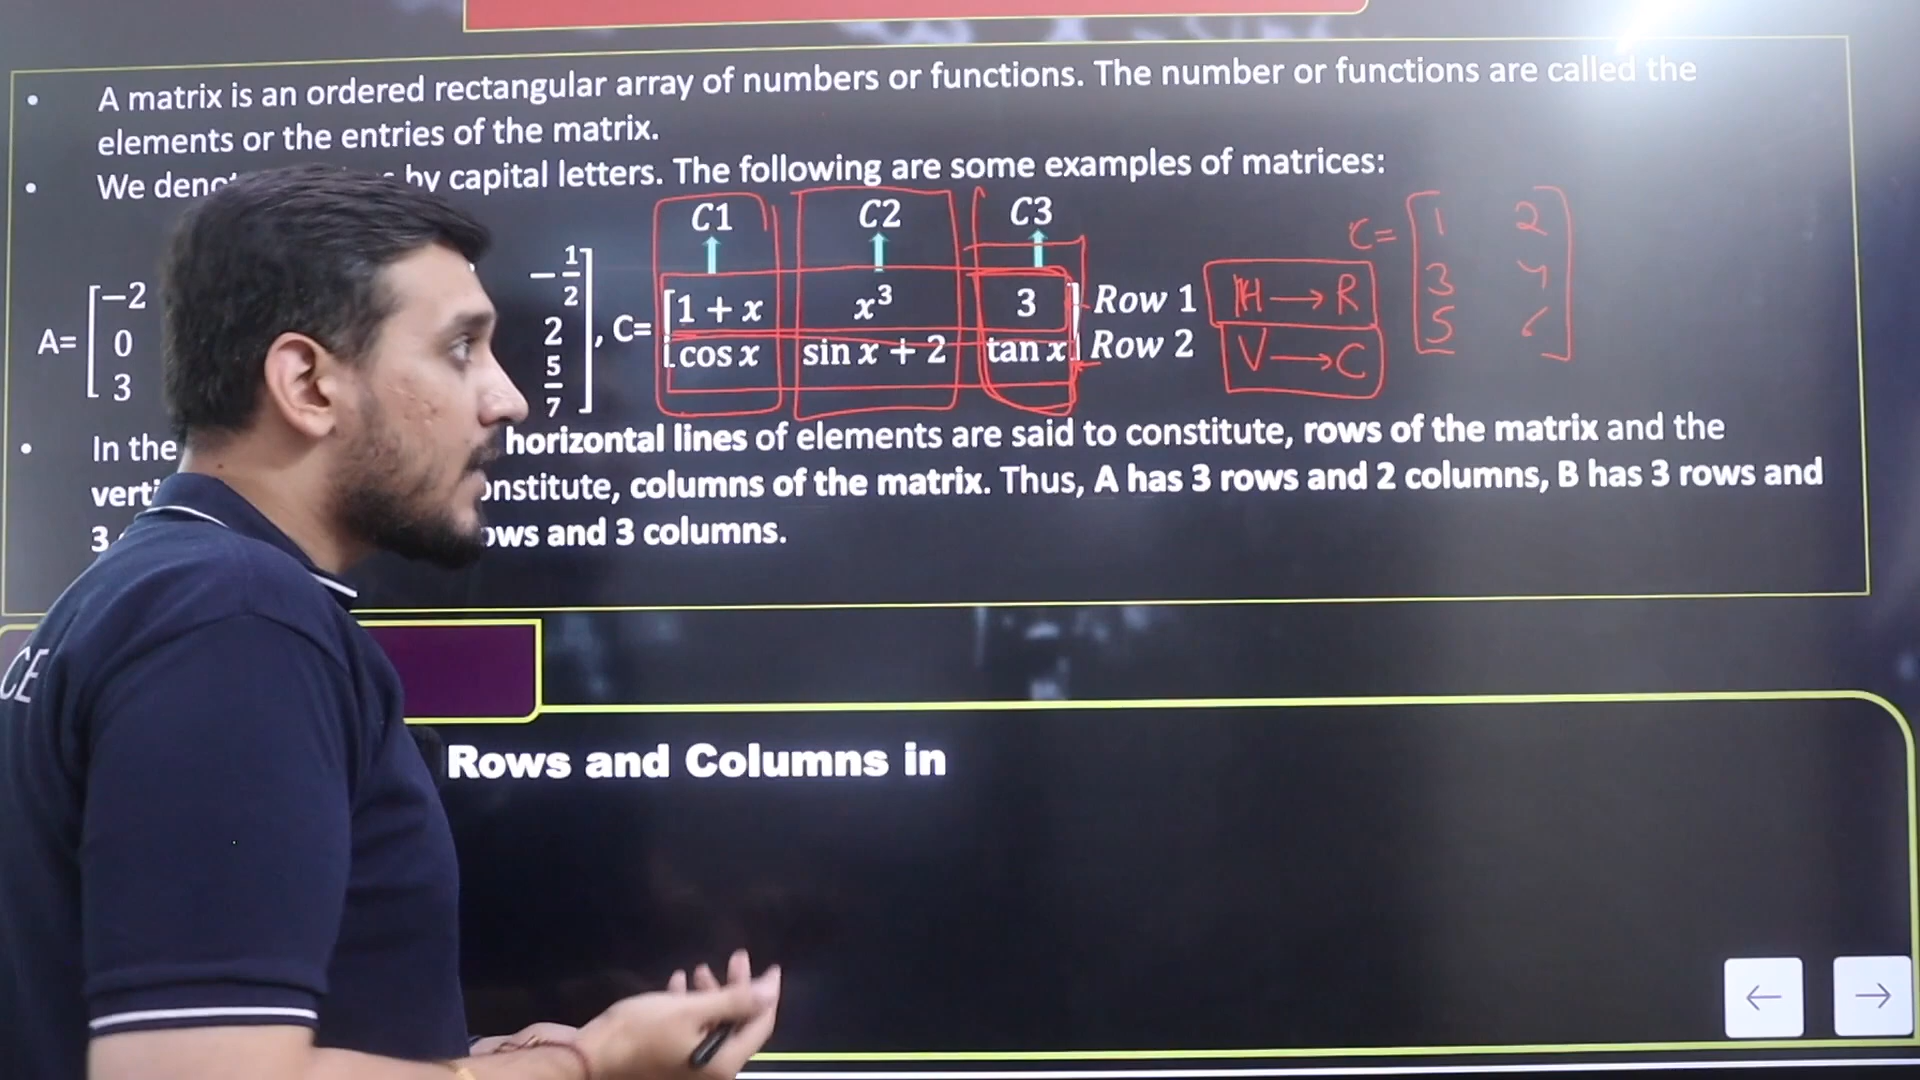 • A matrix is an ordered rectangular array of numbers or functions. The number or functions are called the
elements or the entries of the matrix.
• We by capital letters. The following are some examples of matrices:
C1 C2 C3
A= [−2 −1/2] , C= [1 + x x³ 3] Row 1
0 2 [cos x sin x + 2 tan x] Row 2
3 5/7
H → R
V → C
C= [1 2
3 4
5 6]
• In the horizontal lines of elements are said to constitute, rows of the matrix and the
columns of the matrix. Thus, A has 3 rows and 2 columns, B has 3 rows and
3 and 3 columns.
CE
Rows and Columns in
← →